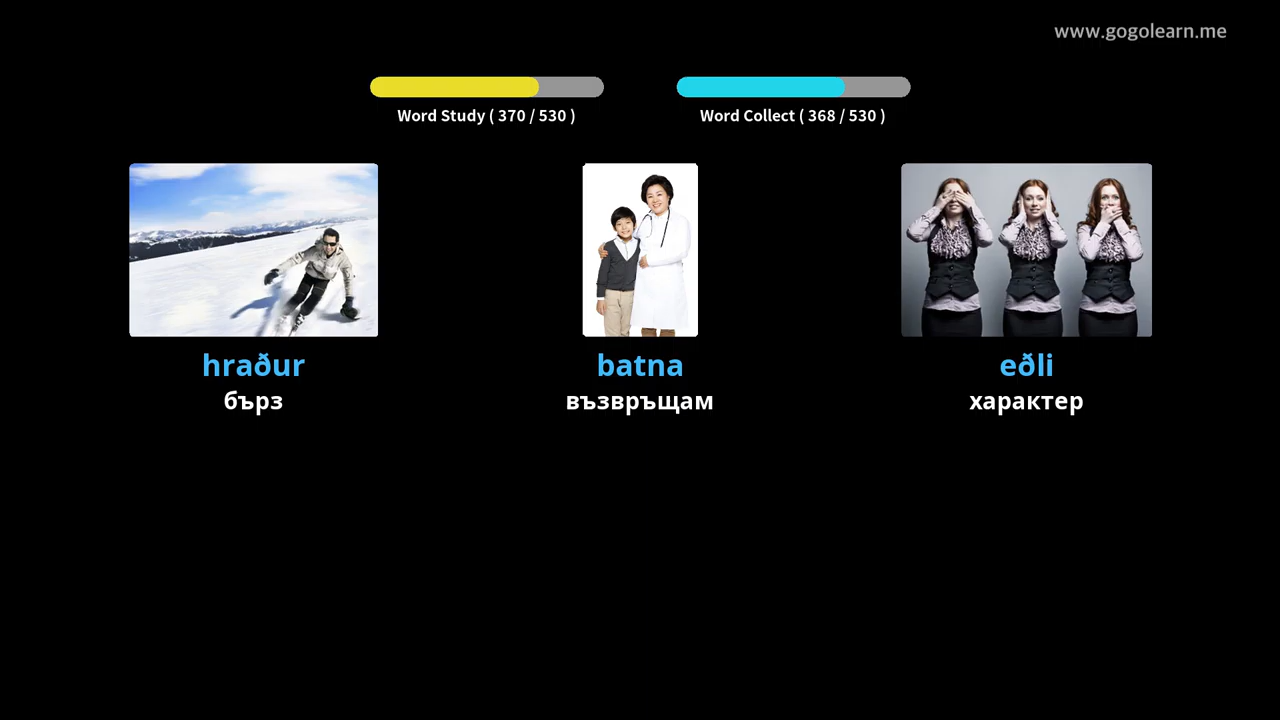 www.gogolearn.me
Word Study ( 370 / 530 )
Word Collect ( 368 / 530 )
hraður
batna
eðli
бърз
възвръщам
характер